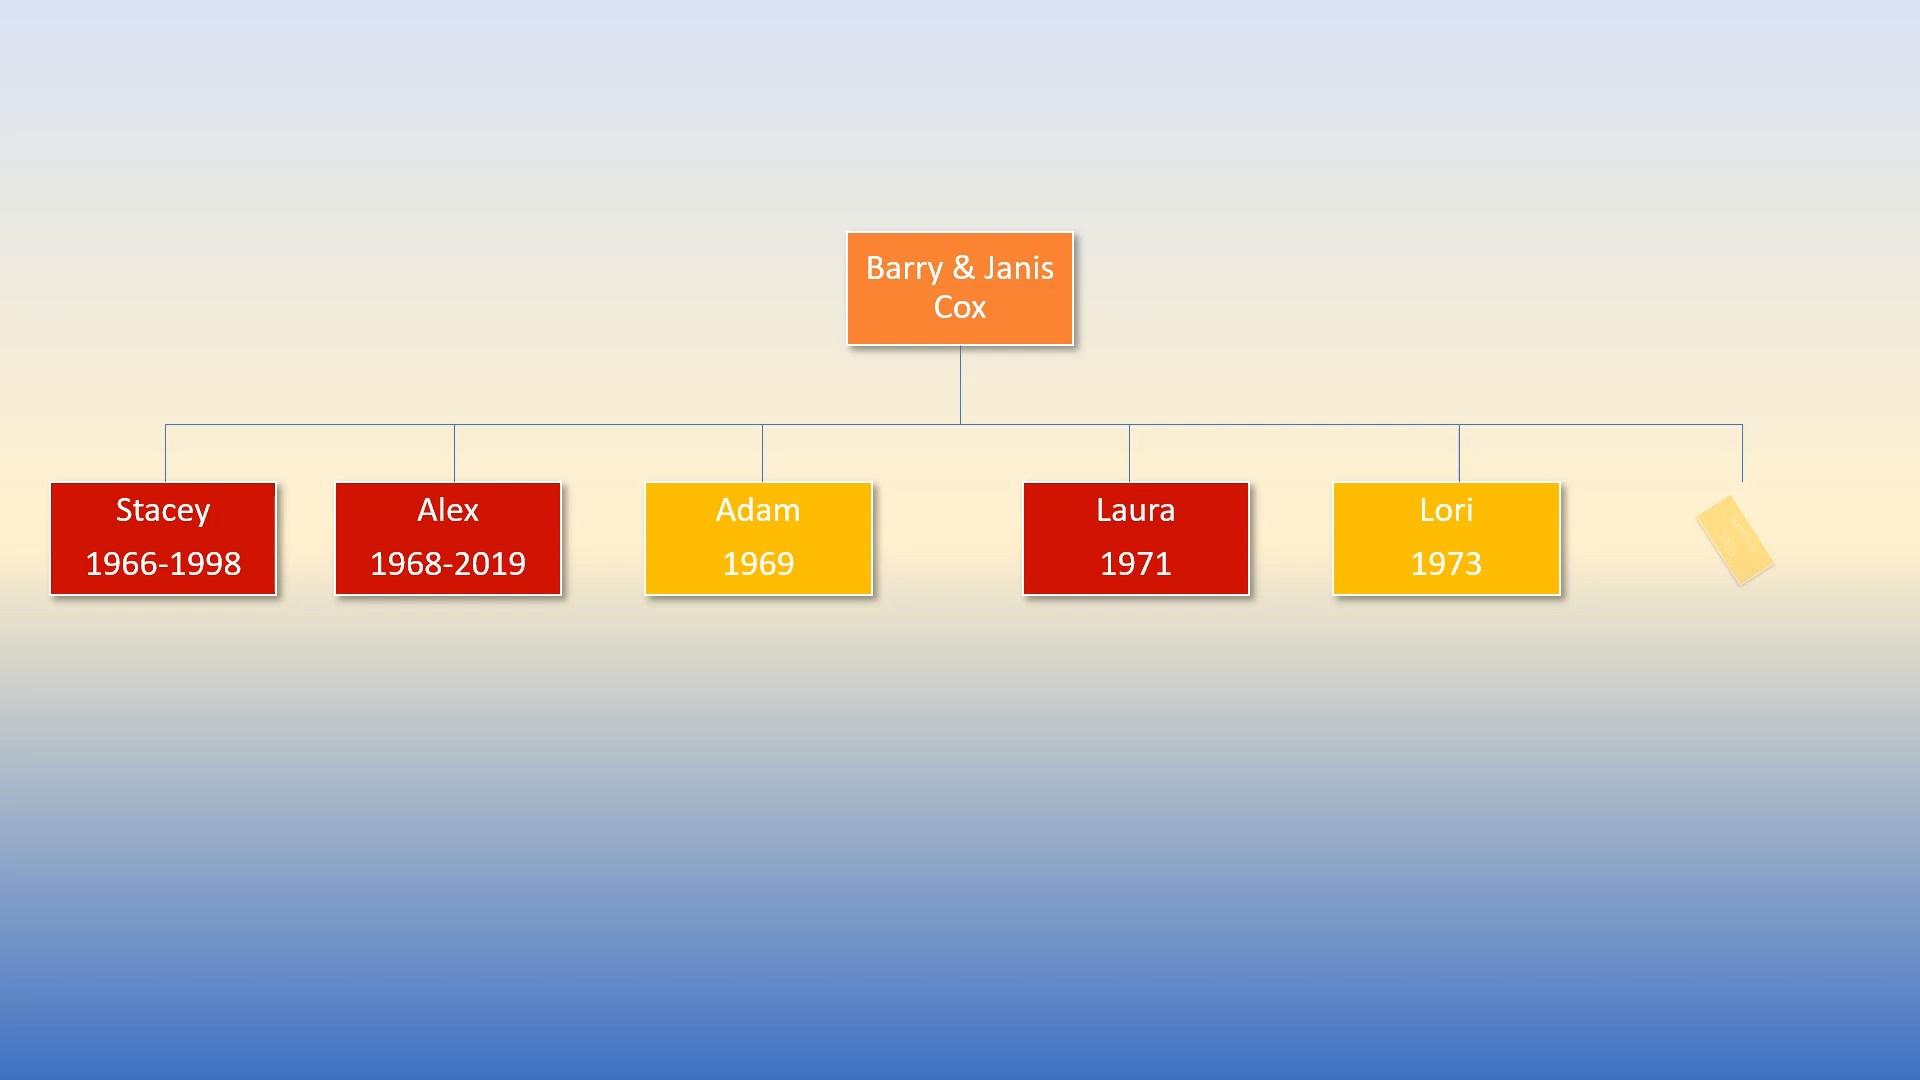 Barry & Janis
Cox
Stacey
1966-1998
Alex
1968-2019
Adam
1969
Laura
1971
Lori
1973